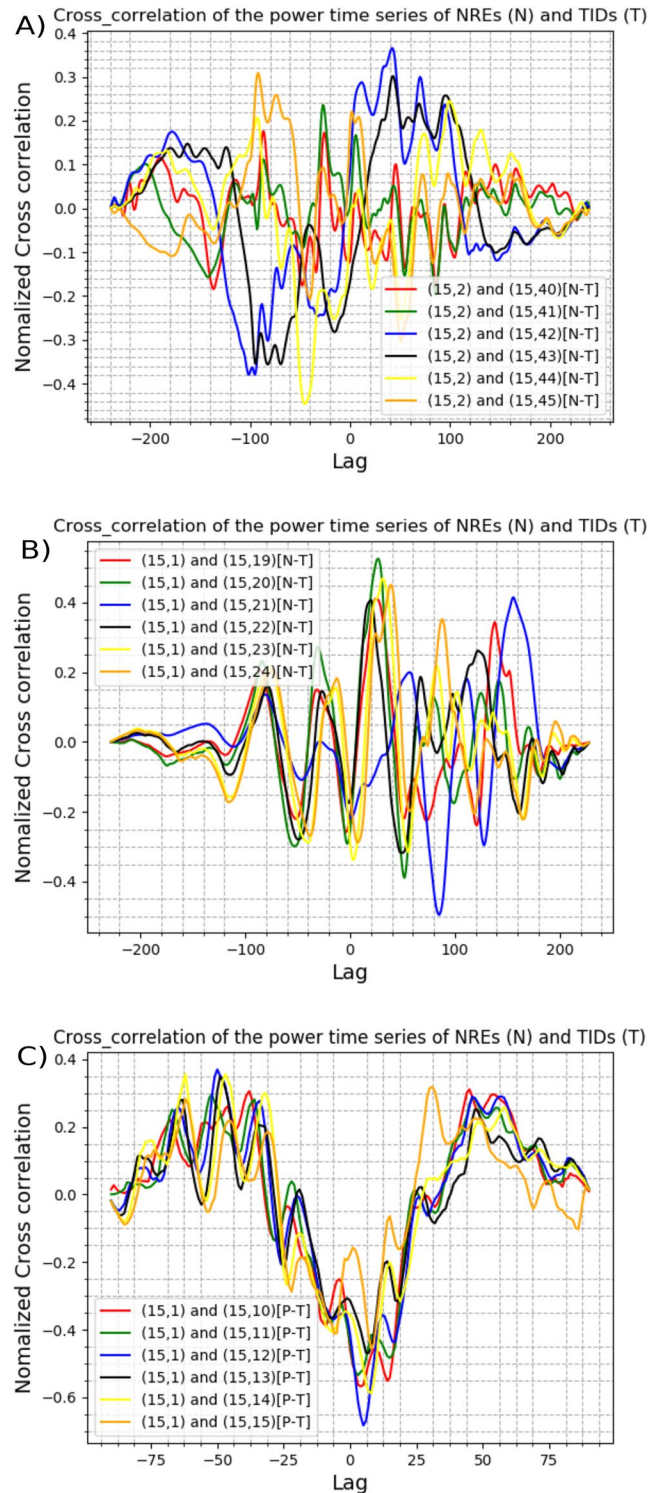 A)
Cross_correlation of the power time series of NREs (N) and TIDs (T)
Nomalized Cross correlation
0.4
0.3
0.2
0.1
0.0
−0.1
−0.2
−0.3
−0.4
(15,2) and (15,40)[N-T]
(15,2) and (15,41)[N-T]
(15,2) and (15,42)[N-T]
(15,2) and (15,43)[N-T]
(15,2) and (15,44)[N-T]
(15,2) and (15,45)[N-T]
−200 −100 0 100 200
Lag
B)
Cross_correlation of the power time series of NREs (N) and TIDs (T)
Nomalized Cross correlation
(15,1) and (15,19)[N-T]
(15,1) and (15,20)[N-T]
(15,1) and (15,21)[N-T]
(15,1) and (15,22)[N-T]
(15,1) and (15,23)[N-T]
(15,1) and (15,24)[N-T]
0.4
0.2
0.0
−0.2
−0.4
−200 −100 0 100 200
Lag
C)
Cross_correlation of the power time series of NREs (N) and TIDs (T)
Nomalized Cross correlation
0.4
0.2
0.0
−0.2
−0.4
−0.6
(15,1) and (15,10)[P-T]
(15,1) and (15,11)[P-T]
(15,1) and (15,12)[P-T]
(15,1) and (15,13)[P-T]
(15,1) and (15,14)[P-T]
(15,1) and (15,15)[P-T]
−75 −50 −25 0 25 50 75
Lag